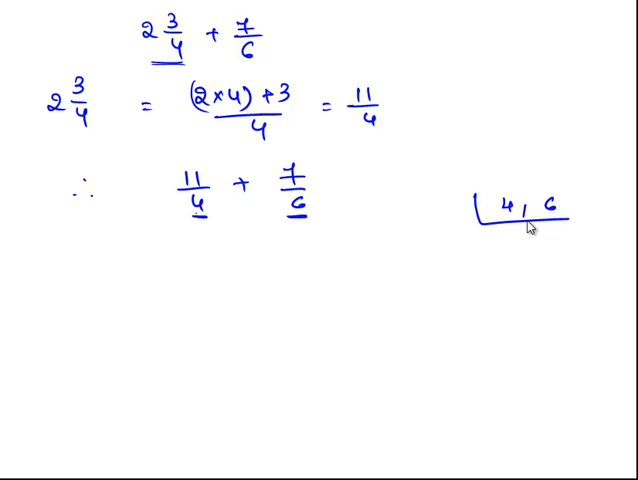 2 3/4 + 7/6
2 3/4 = (2×4)+3/4 = 11/4
∴ 11/4 + 7/6
4, 6